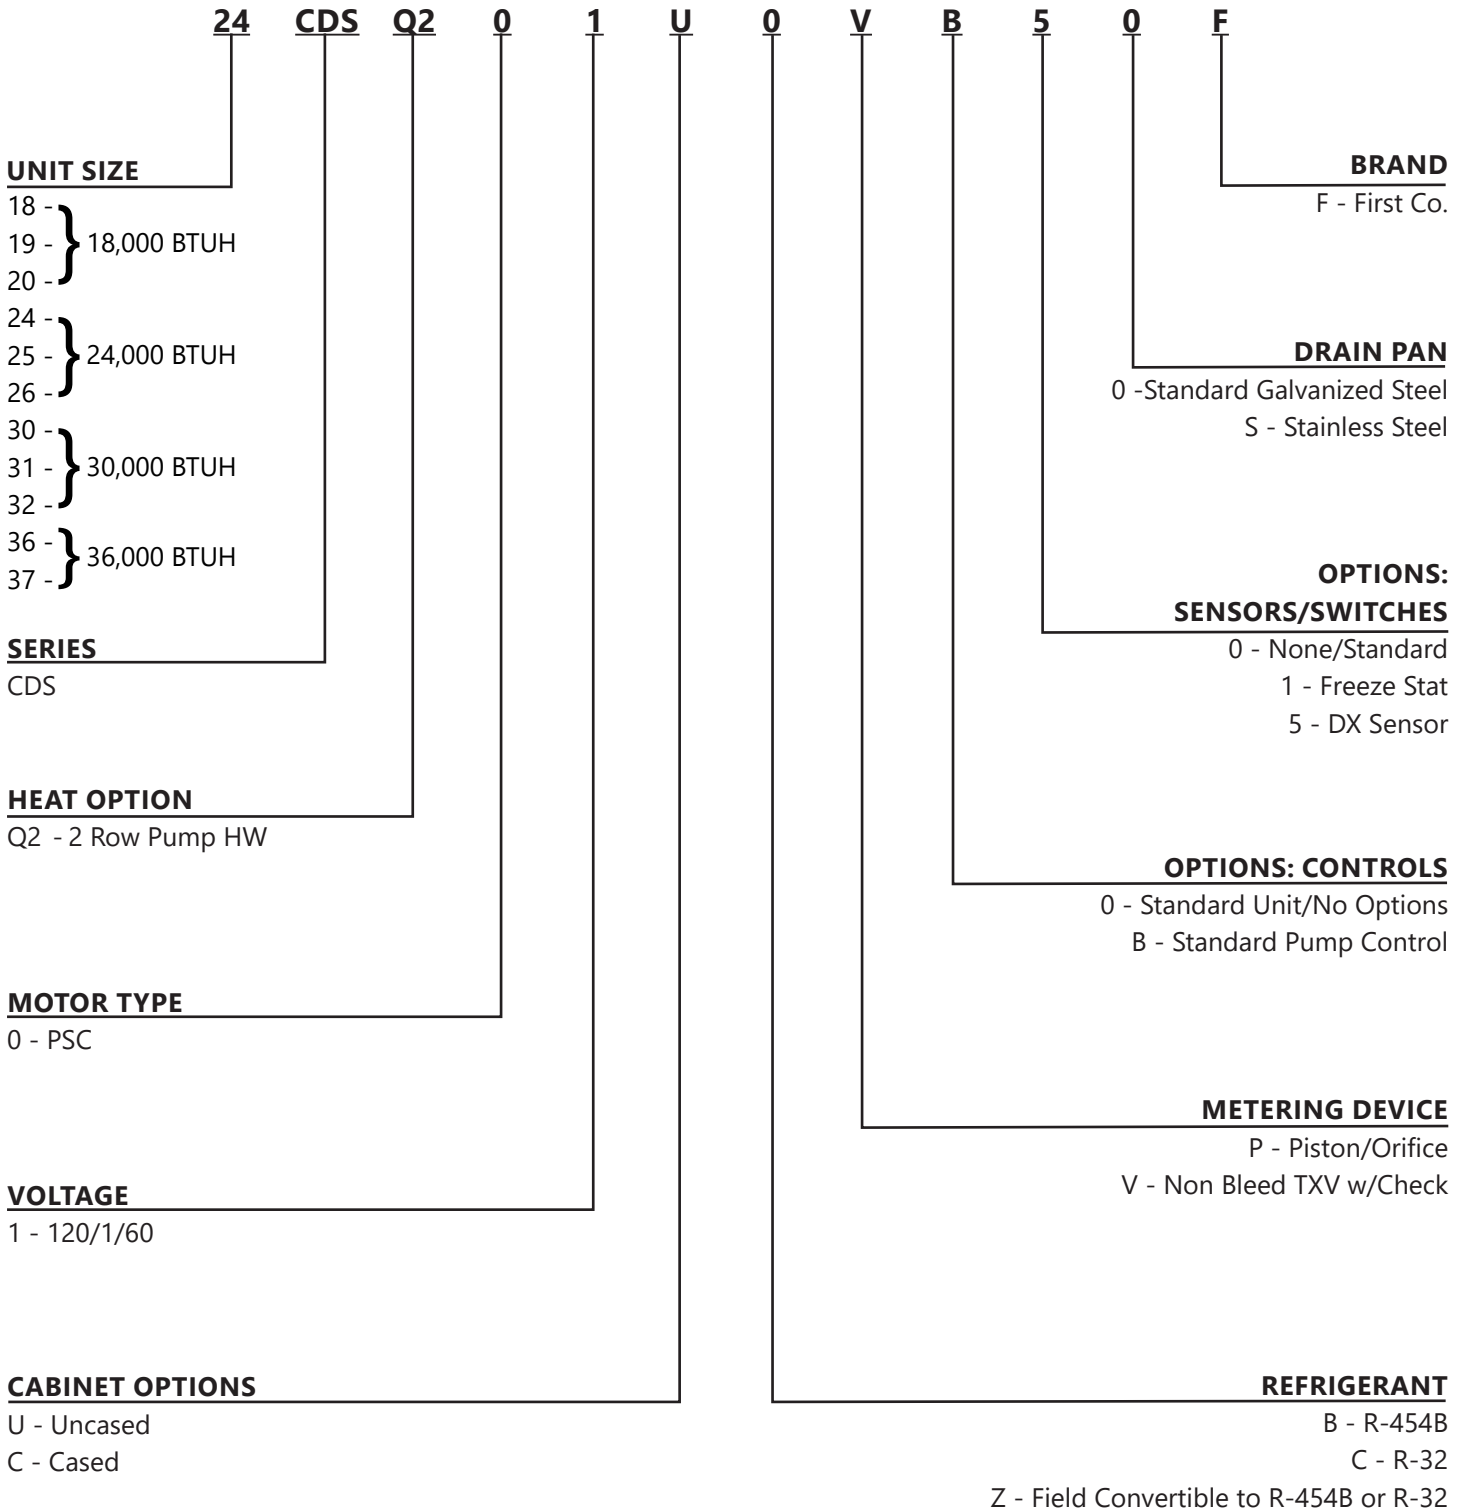 24 CDS Q2 0 1 U 0 V B 5 0 F
UNIT SIZE
18 -
19 - 18,000 BTUH
20 -
24 -
25 - 24,000 BTUH
26 -
30 -
31 - 30,000 BTUH
32 -
36 -
37 -
36,000 BTUH
SERIES
CDS
HEAT OPTION
Q2 - 2 Row Pump HW
MOTOR TYPE
0 - PSC
VOLTAGE
1 - 120/1/60
CABINET OPTIONS
U - Uncased
C - Cased
BRAND
F - First Co.
DRAIN PAN
0 -Standard Galvanized Steel
S - Stainless Steel
OPTIONS:
SENSORS/SWITCHES
0 - None/Standard
1 - Freeze Stat
5 - DX Sensor
OPTIONS: CONTROLS
0 - Standard Unit/No Options
B - Standard Pump Control
METERING DEVICE
P - Piston/Orifice
V - Non Bleed TXV w/Check
REFRIGERANT
B - R-454B
C - R-32
Z - Field Convertible to R-454B or R-32